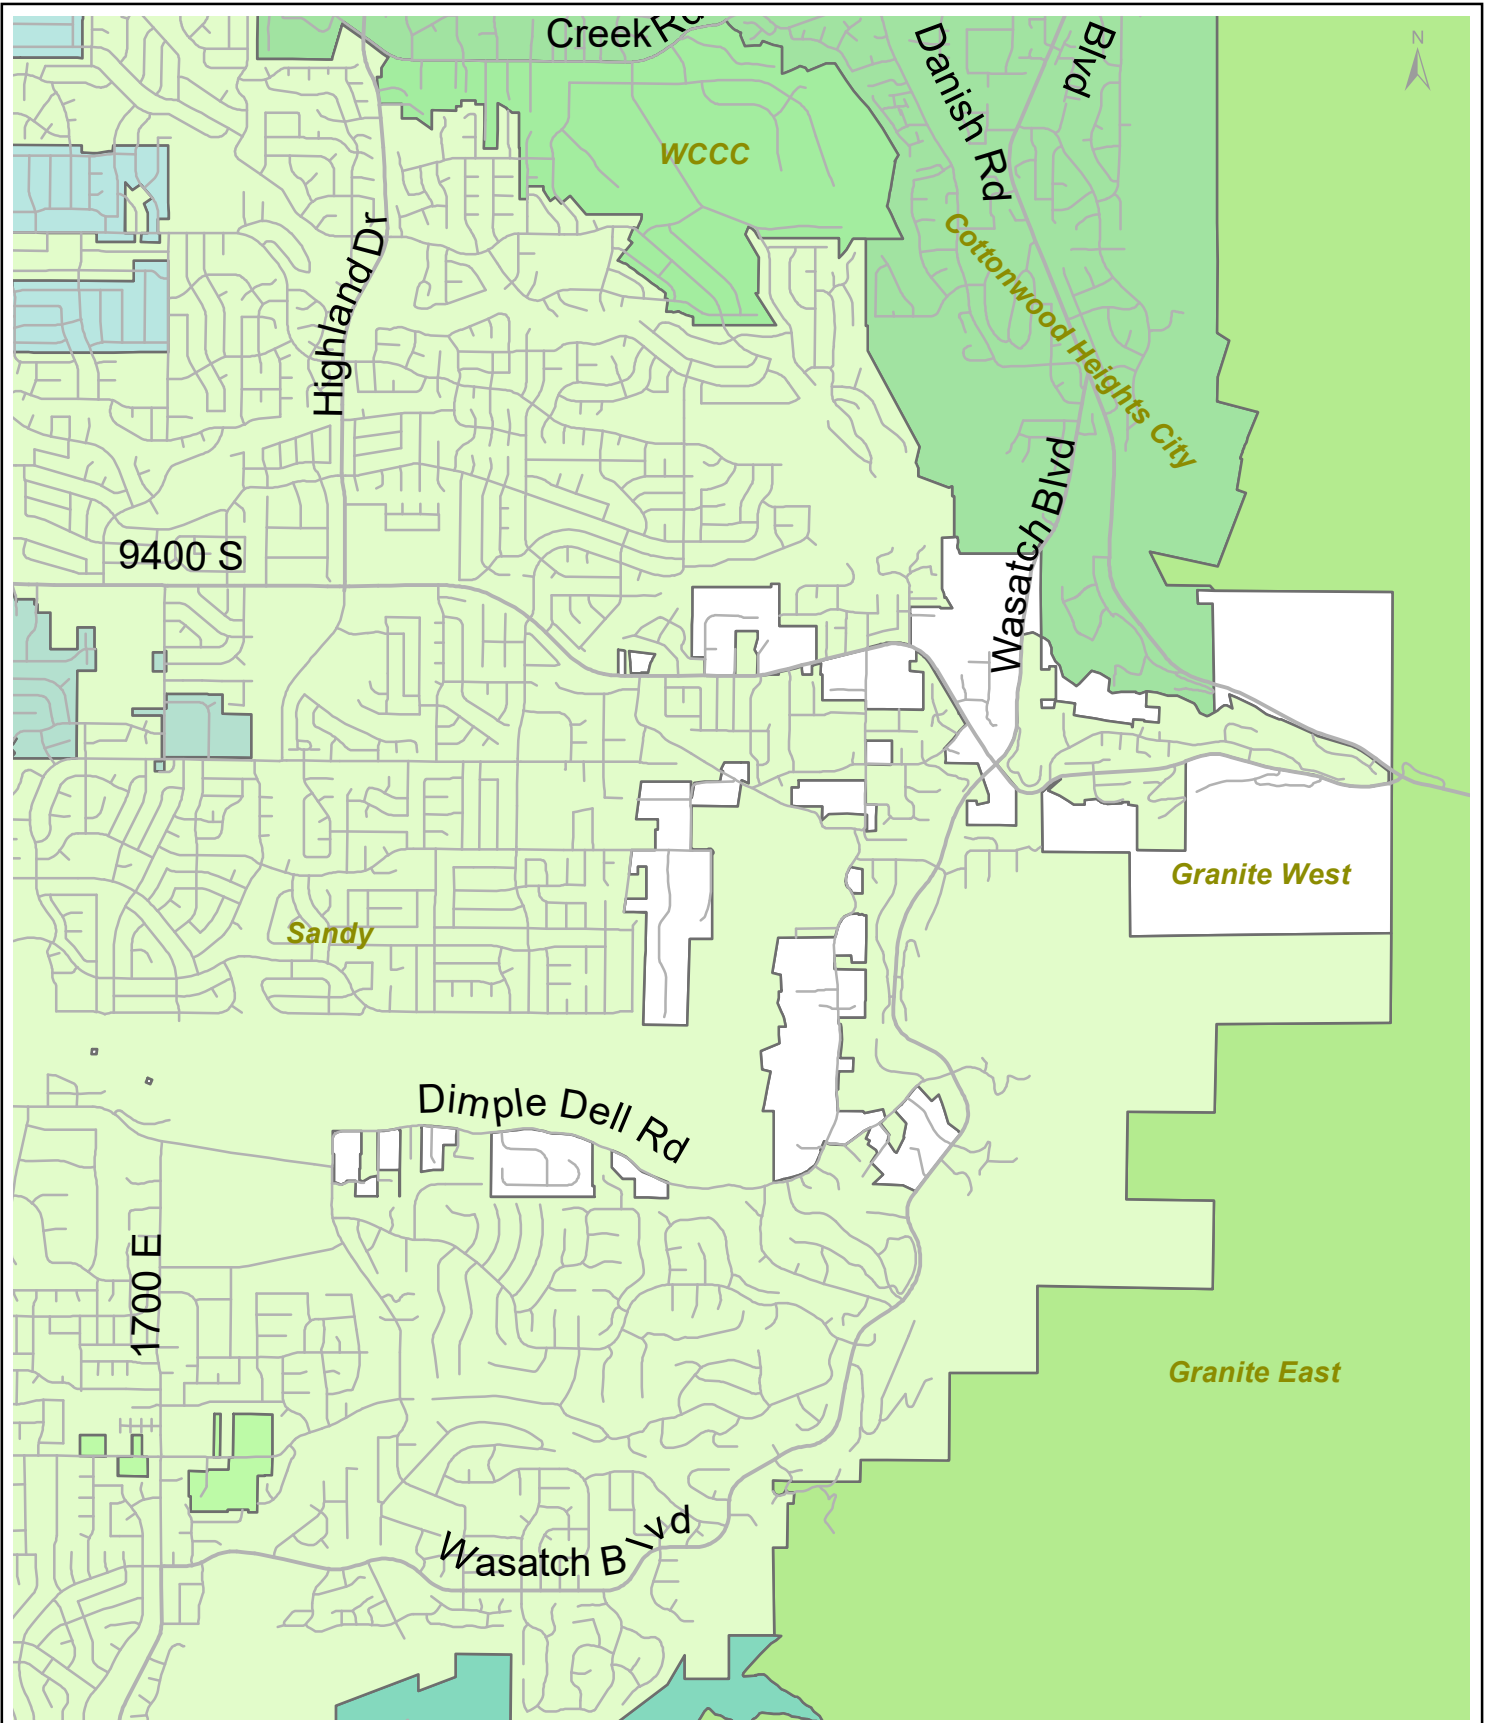 Creek Rd
Danish Rd
Blvd
N
WCCC
Cottonwood Heights City
Highland Dr
Wasatch Blvd
9400 S
Granite West
Sandy
Dimple Dell Rd
1700 E
Granite East
Wasatch Blvd